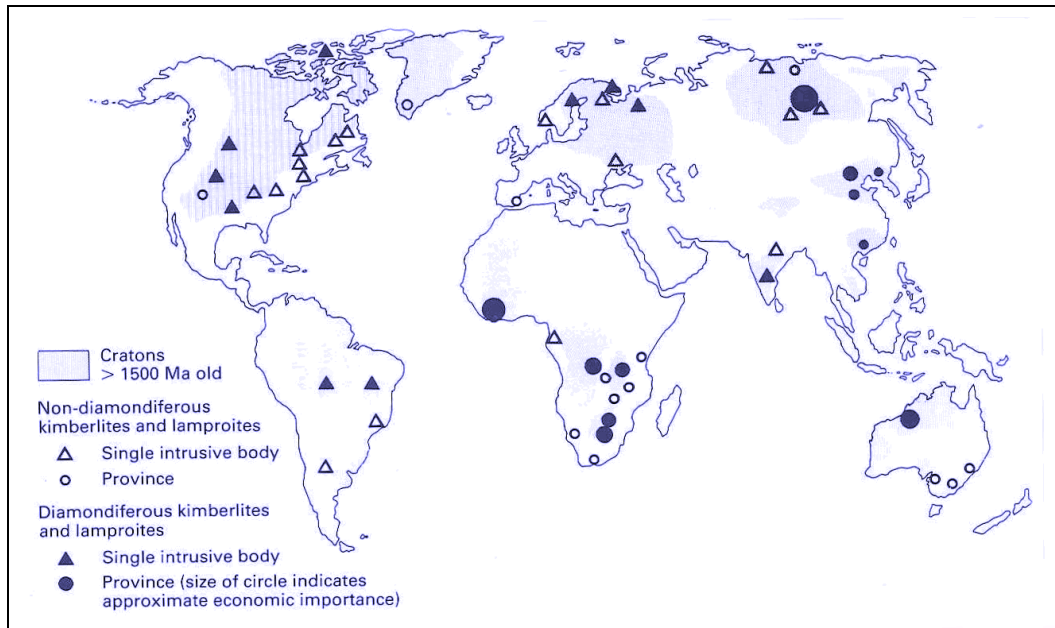 Cratons
> 1500 Ma old
Non-diamondiferous
kimberlites and lamproites
Single intrusive body
Province
Diamondiferous kimberlites
and lamproites
Single intrusive body
Province (size of circle indicates
approximate economic importance)